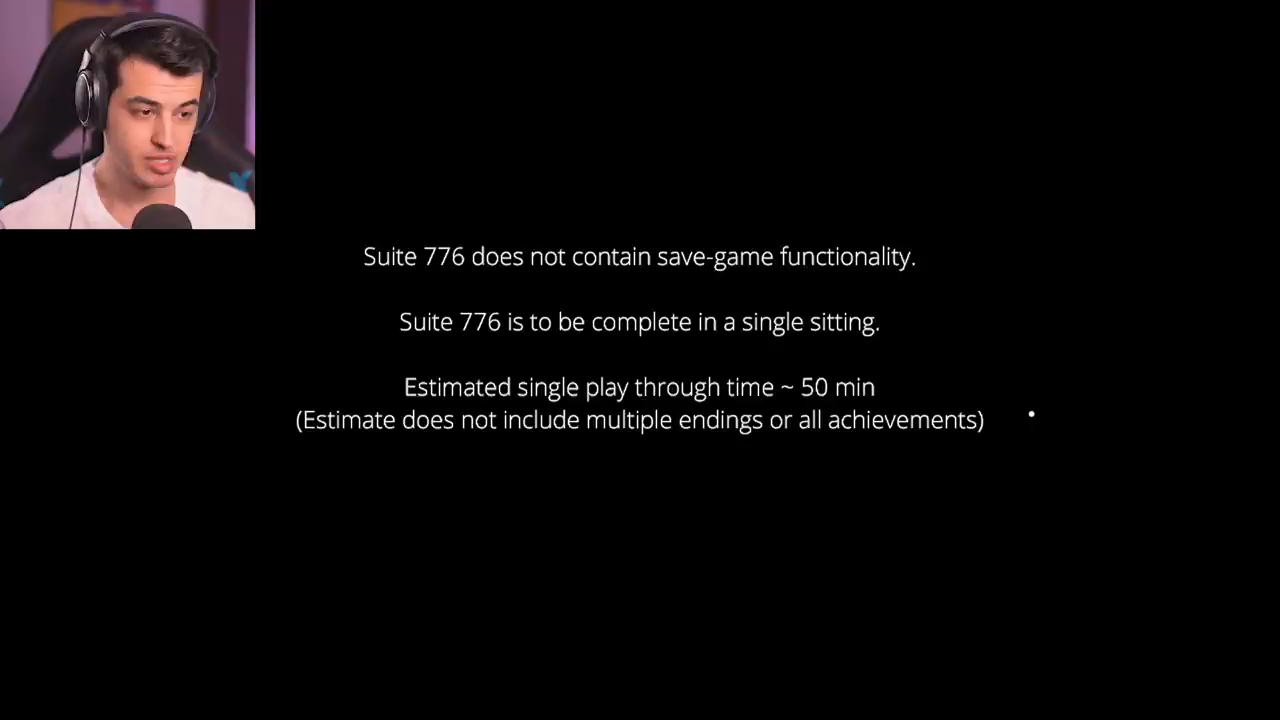 Suite 776 does not contain save-game functionality.
Suite 776 is to be complete in a single sitting.
Estimated single play through time ~ 50 min
(Estimate does not include multiple endings or all achievements)